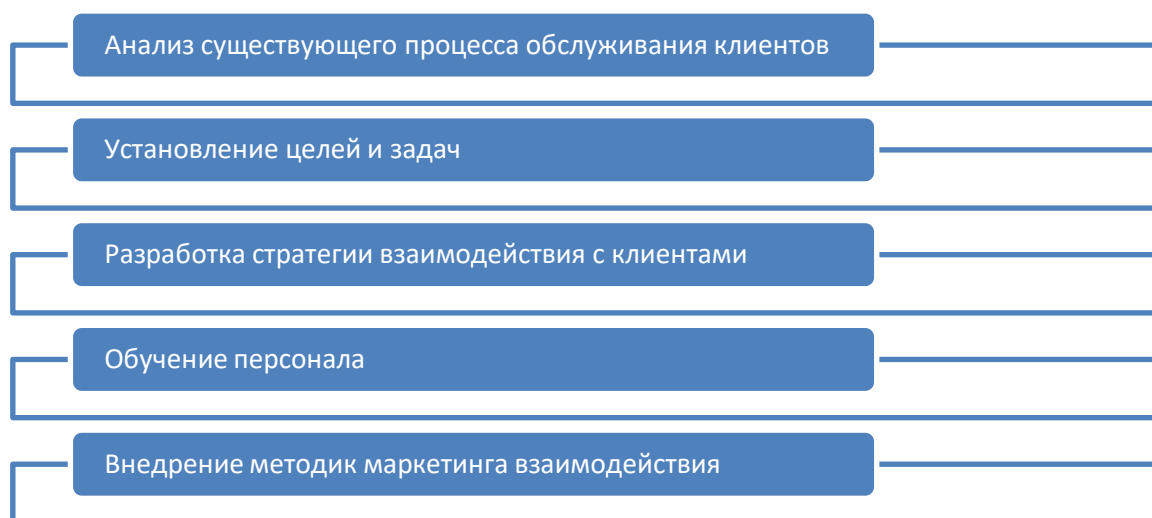 Анализ существующего процесса обслуживания клиентов
Установление целей и задач
Разработка стратегии взаимодействия с клиентами
Обучение персонала
Внедрение методик маркетинга взаимодействия